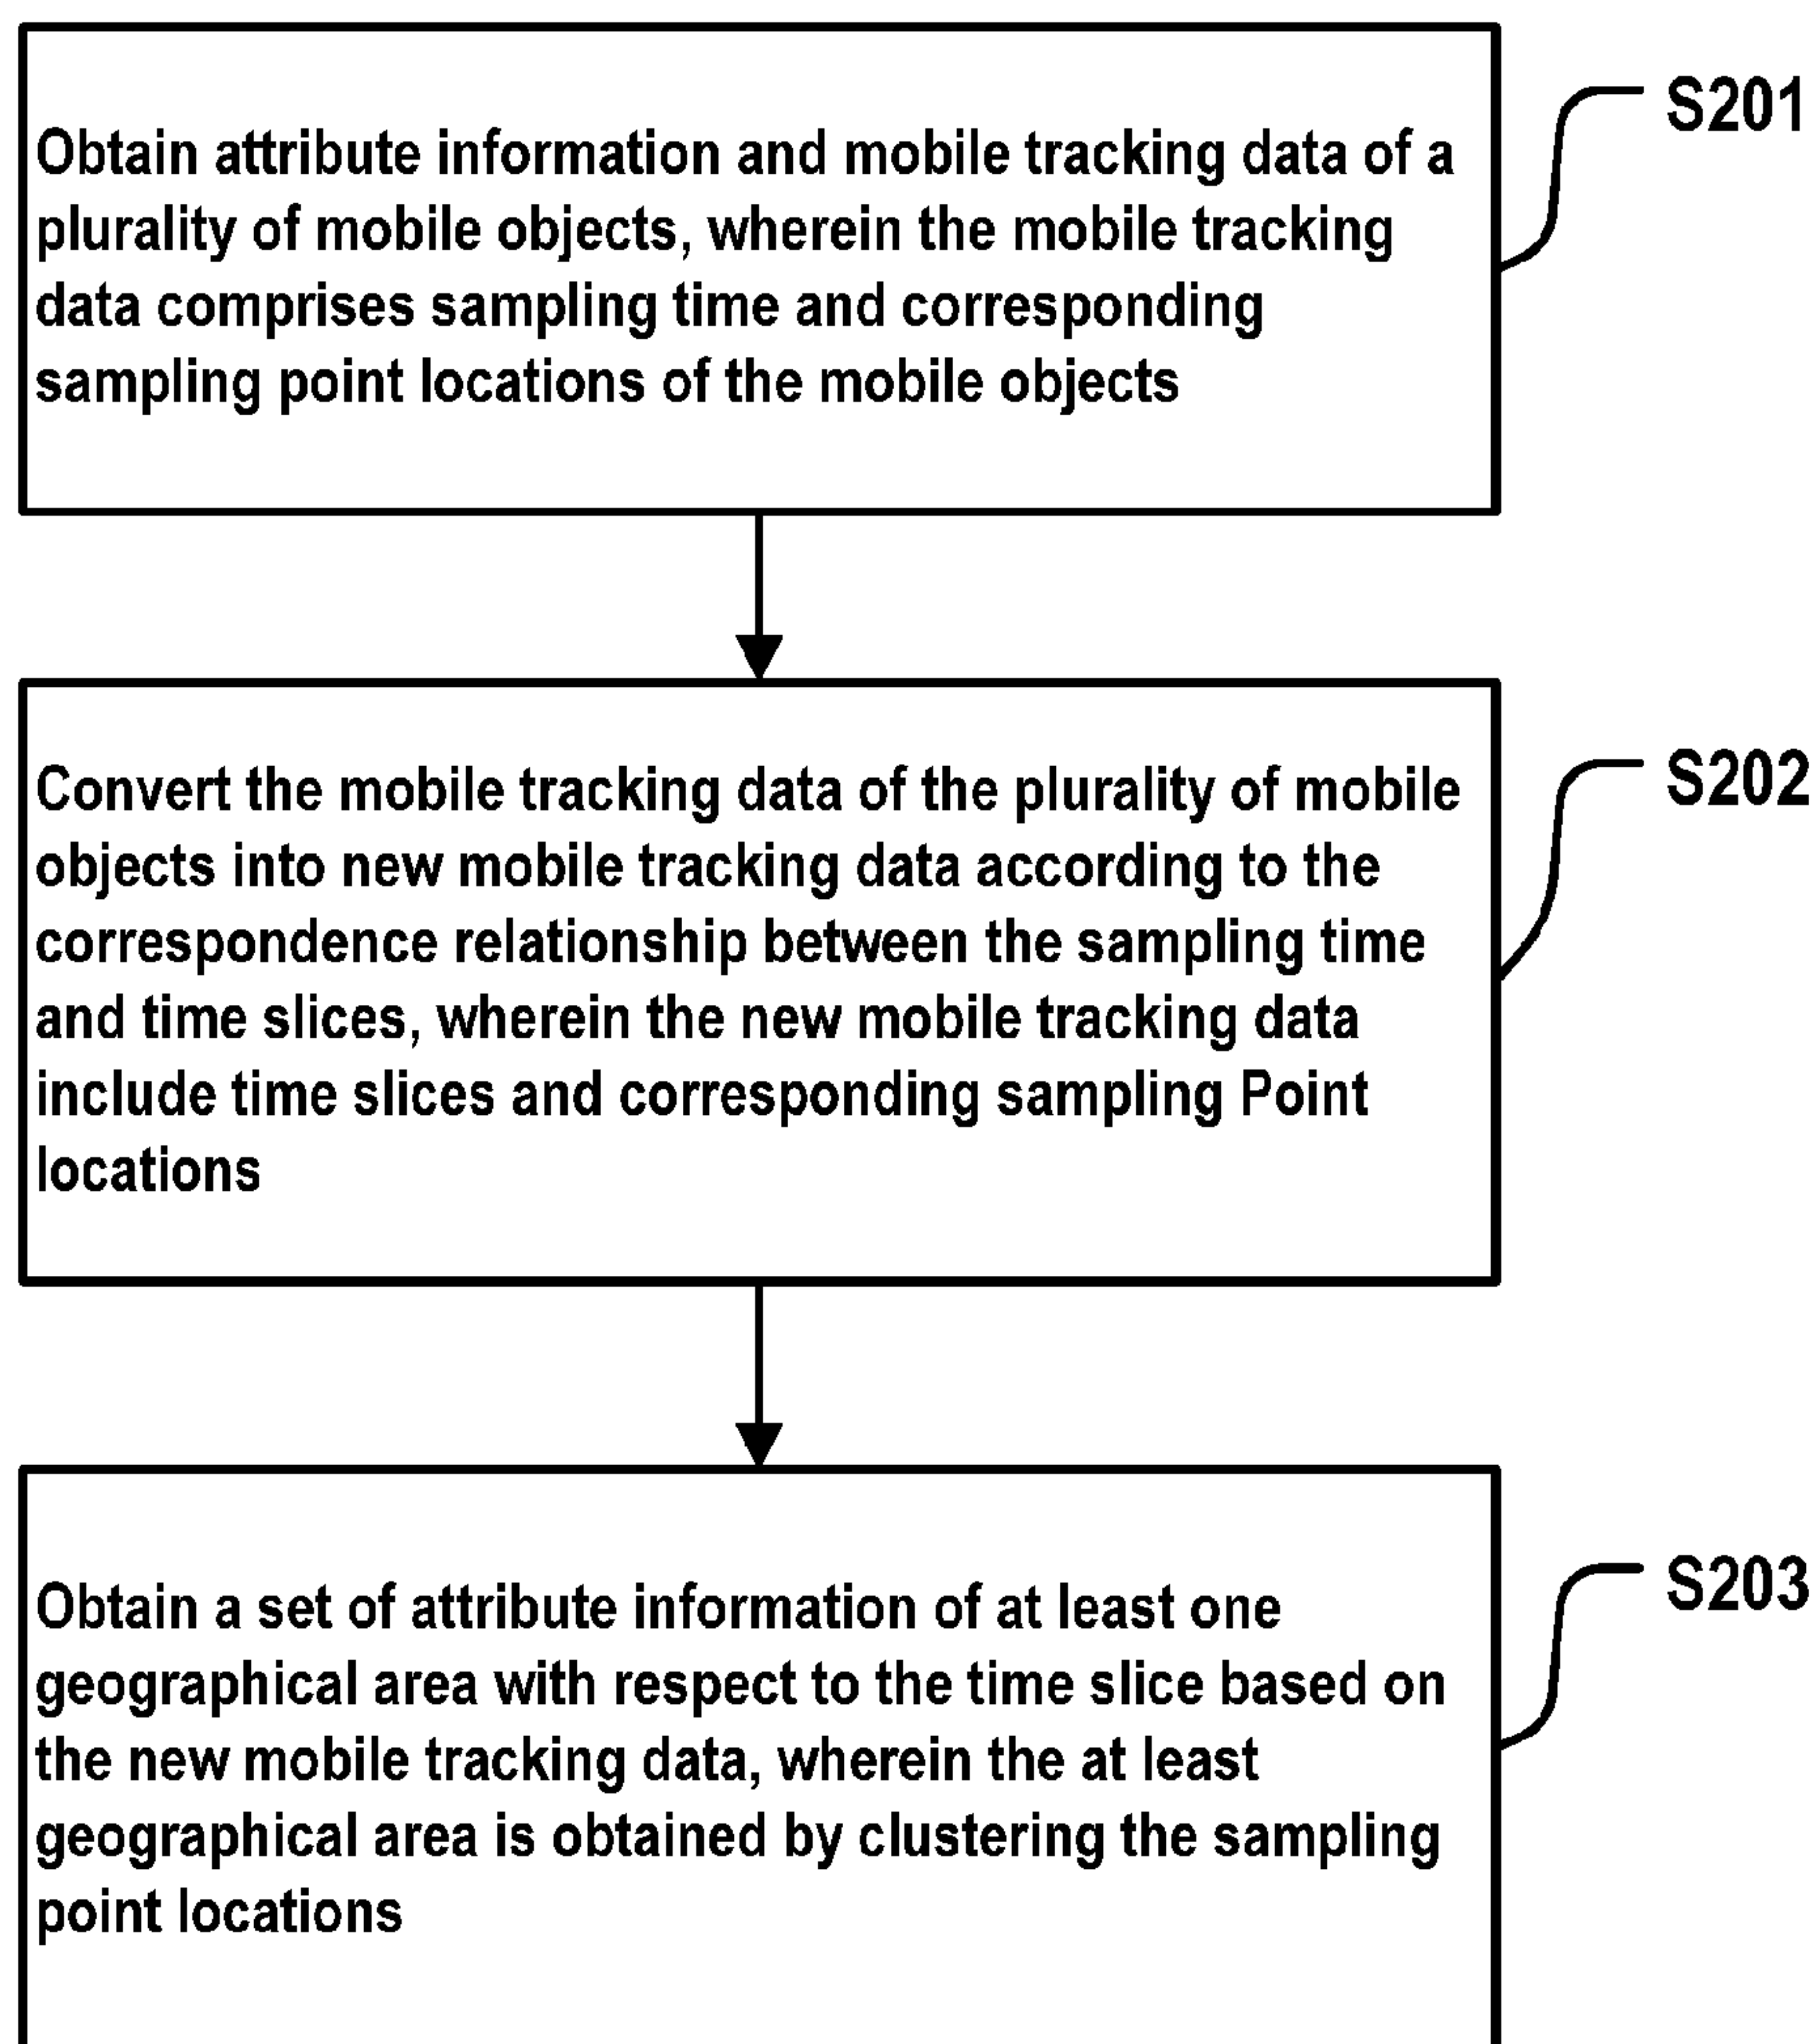 Obtain attribute information and mobile tracking data of a
plurality of mobile objects, wherein the mobile tracking
data comprises sampling time and corresponding
sampling point locations of the mobile objects
S201
Convert the mobile tracking data of the plurality of mobile
objects into new mobile tracking data according to the
correspondence relationship between the sampling time
and time slices, wherein the new mobile tracking data
include time slices and corresponding sampling Point
locations
S202
Obtain a set of attribute information of at least one
geographical area with respect to the time slice based on
the new mobile tracking data, wherein the at least
geographical area is obtained by clustering the sampling
point locations
S203